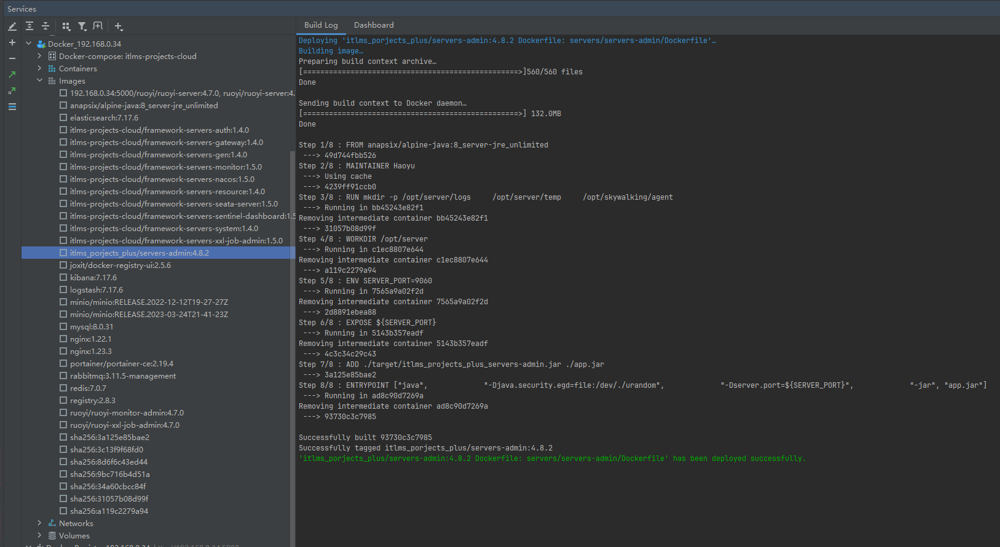 Services
Docker_192.168.0.34
Docker-compose: itlms-projects-cloud
Containers
Images
192.168.0.34:5000/ruoyi/ruoyi-server:4.7.0, ruoyi/ruoyi-server:4.
anapsix/alpine-java:8_server-jre_unlimited
elasticsearch:7.17.6
itlms-projects-cloud/framework-servers-auth:1.4.0
itlms-projects-cloud/framework-servers-gateway:1.4.0
itlms-projects-cloud/framework-servers-gen:1.4.0
itlms-projects-cloud/framework-servers-monitor:1.5.0
itlms-projects-cloud/framework-servers-nacos:1.5.0
itlms-projects-cloud/framework-servers-resource:1.4.0
itlms-projects-cloud/framework-servers-seata-server:1.5.0
itlms-projects-cloud/framework-servers-sentinel-dashboard:1.5
itlms-projects-cloud/framework-servers-system:1.4.0
itlms-projects-cloud/framework-servers-xxl-job-admin:1.5.0
itlms_porjects_plus/servers-admin:4.8.2
joxit/docker-registry-ui:2.5.6
kibana:7.17.6
logstash:7.17.6
minio/minio:RELEASE.2022-12-12T19-27-27Z
minio/minio:RELEASE.2023-03-24T21-41-23Z
mysql:8.0.31
nginx:1.22.1
nginx:1.23.3
portainer/portainer-ce:2.19.4
rabbitmq:3.11.5-management
redis:7.0.7
registry:2.8.3
ruoyi/ruoyi-monitor-admin:4.7.0
ruoyi/ruoyi-xxl-job-admin:4.7.0
sha256:3a125e85bae2
sha256:3c13f9f68fd0
sha256:8d6f6c43ed44
sha256:9bc716b4d51a
sha256:34a60cbcc84f
sha256:31057b08d99f
sha256:a119c2279a94
Networks
Volumes
Build Log Dashboard
Deploying 'itlms_porjects_plus/servers-admin:4.8.2 Dockerfile: servers/servers-admin/Dockerfile'…
Building image…
Preparing build context archive…
[==================================================>]560/560 files
Done
Sending build context to Docker daemon…
[==================================================>] 132.0MB
Done
Step 1/8 : FROM anapsix/alpine-java:8_server-jre_unlimited
---> 49d744fbb526
Step 2/8 : MAINTAINER Haoyu
---> Using cache
---> 4239ff91ccb0
Step 3/8 : RUN mkdir -p /opt/server/logs     /opt/server/temp     /opt/skywalking/agent
---> Running in bb45243e82f1
Removing intermediate container bb45243e82f1
---> 31057b08d99f
Step 4/8 : WORKDIR /opt/server
---> Running in c1ec8807e644
Removing intermediate container c1ec8807e644
---> a119c2279a94
Step 5/8 : ENV SERVER_PORT=9060
---> Running in 7565a9a02f2d
Removing intermediate container 7565a9a02f2d
---> 2d8891ebea88
Step 6/8 : EXPOSE ${SERVER_PORT}
---> Running in 5143b357eadf
Removing intermediate container 5143b357eadf
---> 4c3c34c29c43
Step 7/8 : ADD ./target/itlms_projects_plus_servers-admin.jar ./app.jar
---> 3a125e85bae2
Step 8/8 : ENTRYPOINT ["java",             "-Djava.security.egd=file:/dev/./urandom",             "-Dserver.port=${SERVER_PORT}",             "-jar", "app.jar"]
---> Running in ad8c90d7269a
Removing intermediate container ad8c90d7269a
---> 93730c3c7985
Successfully built 93730c3c7985
Successfully tagged itlms_porjects_plus/servers-admin:4.8.2
'itlms_porjects_plus/servers-admin:4.8.2 Dockerfile: servers/servers-admin/Dockerfile' has been deployed successfully.